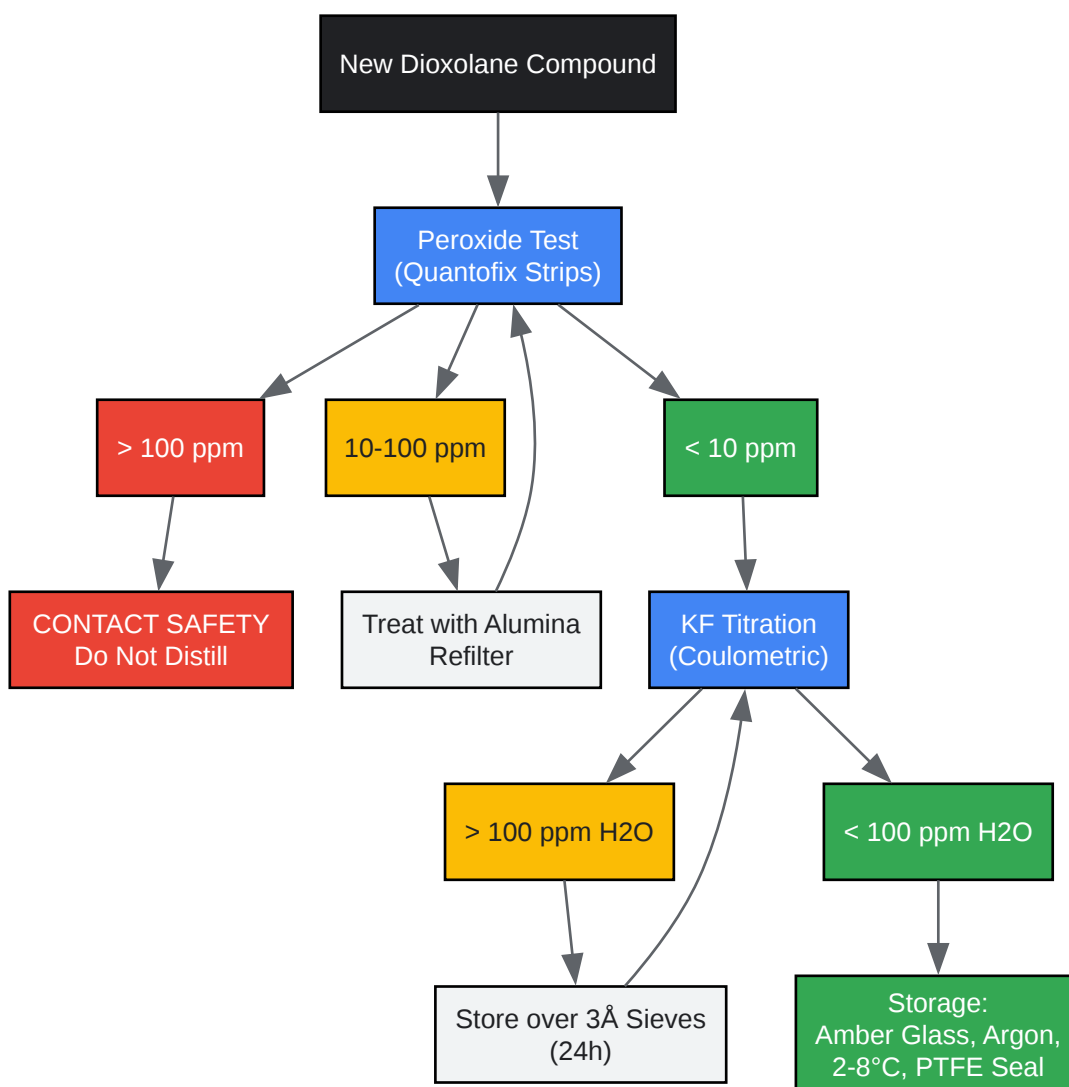 New Dioxolane Compound
Peroxide Test
(Quantofix Strips)
> 100 ppm
10-100 ppm
< 10 ppm
CONTACT SAFETY
Do Not Distill
Treat with Alumina
Refilter
KF Titration
(Coulometric)
> 100 ppm H2O
< 100 ppm H2O
Store over 3Å Sieves
(24h)
Storage:
Amber Glass, Argon,
2-8°C, PTFE Seal